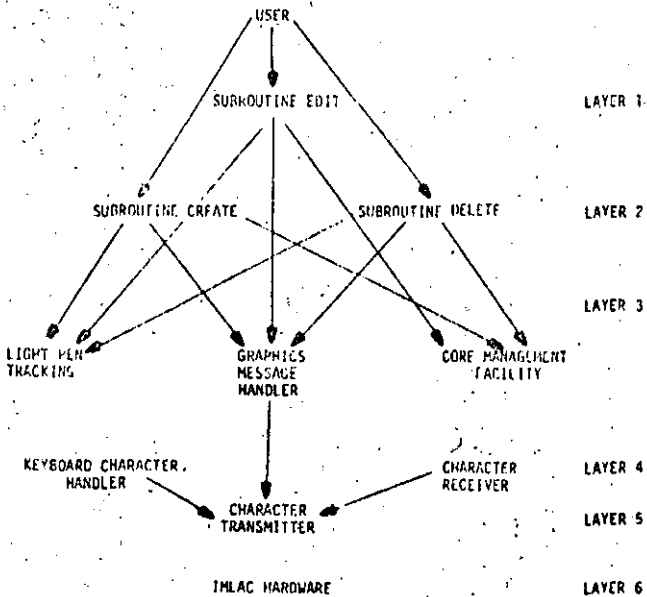 USER
SUBROUTINE EDIT
LAYER 1
SUBROUTINE CREATE
SUBROUTINE DELETE
LAYER 2
LAYER 3
LIGHT PEN
TRACKING
GRAPHICS
MESSAGE
HANDLER
CORE MANAGEMENT
FACILITY
KEYBOARD CHARACTER
HANDLER
CHARACTER
RECEIVER
LAYER 4
CHARACTER
TRANSMITTER
LAYER 5
IMLAC HARDWARE
LAYER 6